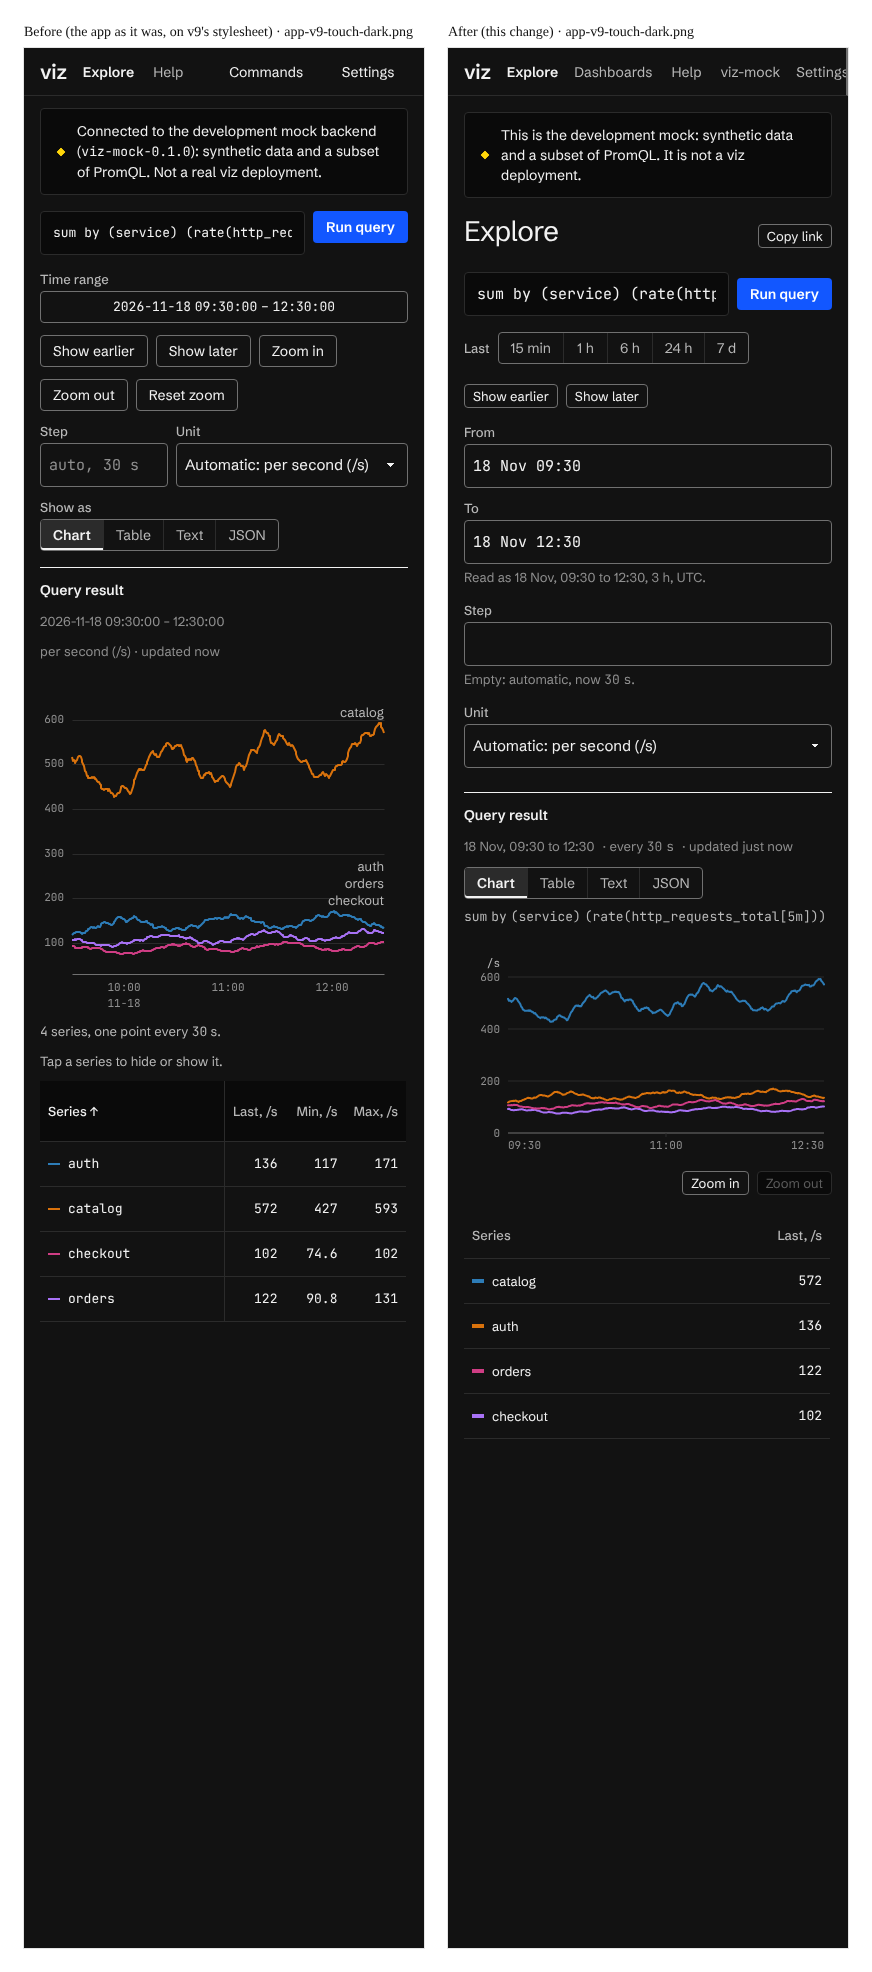 Before (the app as it was, on v9's stylesheet) · app-v9-touch-dark.png
viz Explore Help Commands Settings
Connected to the development mock backend
(viz-mock-0.1.0): synthetic data and a subset
of PromQL. Not a real viz deployment.
sum by (service) (rate(http_rec
Run query
Time range
2026-11-18 09:30:00 – 12:30:00
Show earlier Show later Zoom in
Zoom out Reset zoom
Step Unit
auto, 30 s Automatic: per second (/s)
Show as
Chart Table Text JSON
Query result
2026-11-18 09:30:00 – 12:30:00
per second (/s) · updated now
catalog
600
500
400
300
auth
orders
200
checkout
100
10:00 11:00 12:00
11-18
4 series, one point every 30 s.
Tap a series to hide or show it.
Series ↑ Last, /s Min, /s Max, /s
auth 136 117 171
catalog 572 427 593
checkout 102 74.6 102
orders 122 90.8 131
After (this change) · app-v9-touch-dark.png
viz Explore Dashboards Help viz-mock Settings
This is the development mock: synthetic data
and a subset of PromQL. It is not a viz
deployment.
Explore
Copy link
sum by (service) (rate(http
Run query
Last 15 min 1 h 6 h 24 h 7 d
Show earlier Show later
From
18 Nov 09:30
To
18 Nov 12:30
Read as 18 Nov, 09:30 to 12:30, 3 h, UTC.
Step
Empty: automatic, now 30 s.
Unit
Automatic: per second (/s)
Query result
18 Nov, 09:30 to 12:30 · every 30 s · updated just now
Chart Table Text JSON
sum by (service) (rate(http_requests_total[5m]))
/s
600
400
200
0
09:30 11:00 12:30
Zoom in Zoom out
Series Last, /s
catalog 572
auth 136
orders 122
checkout 102